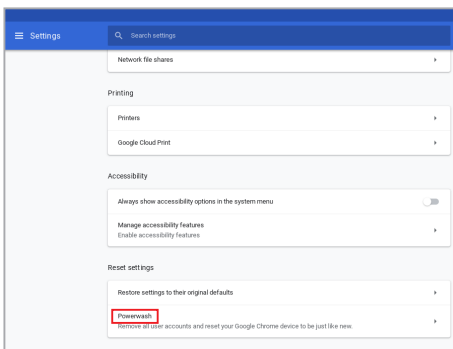 Settings
Search settings
Network file shares
Printing
Printers
Google Cloud Print
Accessibility
Always show accessibility options in the system menu
Manage accessibility features
Enable accessibility features
Reset settings
Restore settings to their original defaults
Powerwash
Remove all user accounts and reset your Google Chrome device to be just like new.